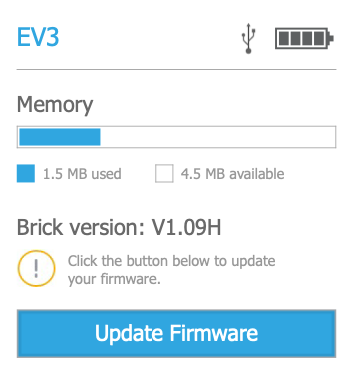 EV3
Memory
1.5 MB used 4.5 MB available
Brick version: V1.09H
! Click the button below to update
your firmware.
Update Firmware